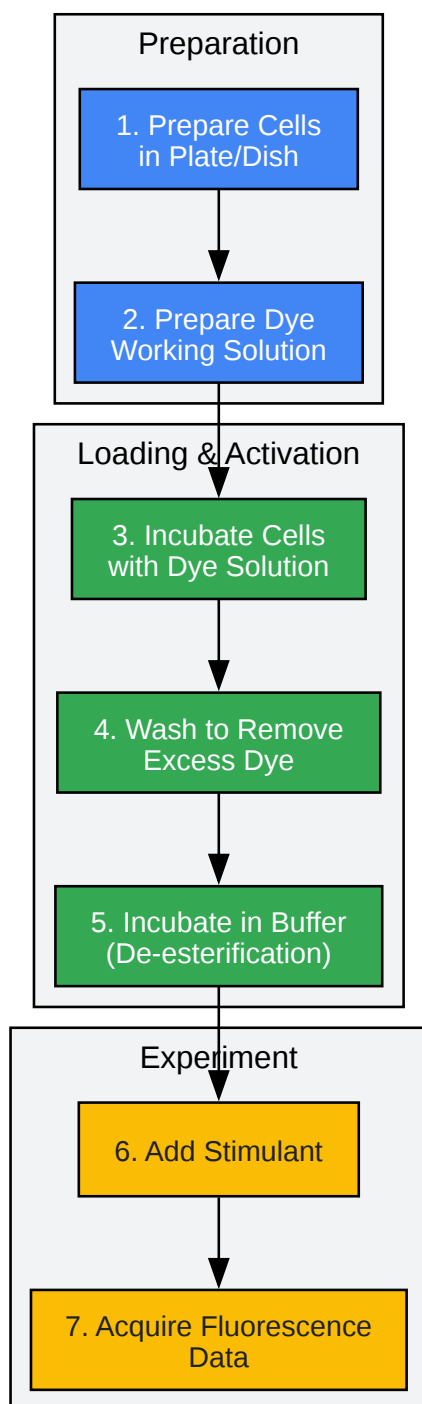 Preparation
1. Prepare Cells
in Plate/Dish
2. Prepare Dye
Working Solution
Loading & Activation
3. Incubate Cells
with Dye Solution
4. Wash to Remove
Excess Dye
5. Incubate in Buffer
(De-esterification)
Experiment
6. Add Stimulant
7. Acquire Fluorescence
Data